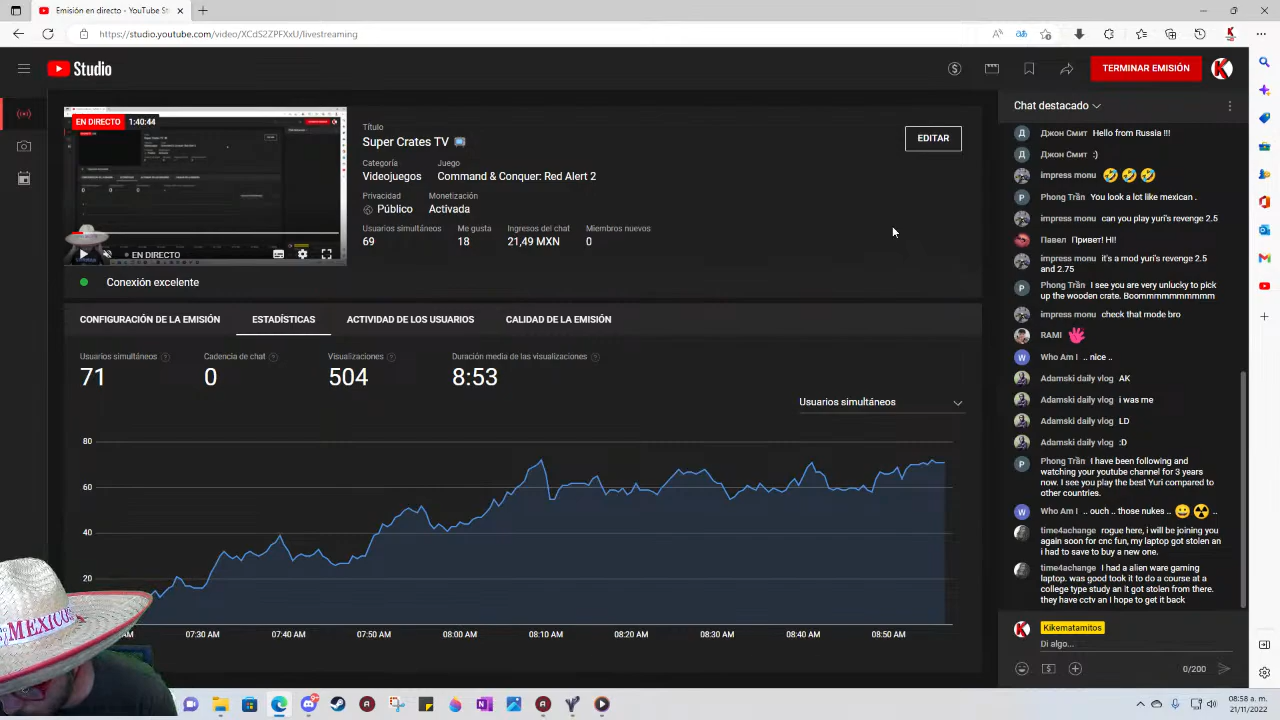 Emisión en directo - YouTube St
https://studio.youtube.com/video/XCdS2ZPFXxU/livestreaming
Studio
TERMINAR EMISIÓN
EN DIRECTO 1:40:44
EN DIRECTO
Título
Super Crates TV
EDITAR
Categoría Juego
Videojuegos Command & Conquer: Red Alert 2
Privacidad Monetización
Público Activada
Usuarios simultáneos Me gusta Ingresos del chat Miembros nuevos
69 18 21,49 MXN 0
Conexión excelente
CONFIGURACIÓN DE LA EMISIÓN ESTADÍSTICAS ACTIVIDAD DE LOS USUARIOS CALIDAD DE LA EMISIÓN
Usuarios simultáneos Cadencia de chat Visualizaciones Duración media de las visualizaciones
71 0 504 8:53
Usuarios simultáneos
80
60
40
20
AM 07:30 AM 07:40 AM 07:50 AM 08:00 AM 08:10 AM 08:20 AM 08:30 AM 08:40 AM 08:50 AM
MEXICO
Chat destacado
Джон Смит Hello from Russia !!!
Джон Смит :)
impress monu 🤣 🤣 🤣
Phong Trần You look a lot like mexican .
impress monu can you play yuri's revenge 2.5
Павел Привет! HI!
impress monu it's a mod yuri's revenge 2.5
and 2.75
Phong Trần I see you are very unlucky to pick
up the wooden crate. Boommmmmmmmm
impress monu check that mode bro
RAMI
Who Am I .. nice ..
Adamski daily vlog AK
Adamski daily vlog i was me
Adamski daily vlog LD
Adamski daily vlog :D
Phong Trần I have been following and
watching your youtube channel for 3 years
now. I see you play the best Yuri compared to
other countries.
Who Am I .. ouch .. those nukes .. 😀 ☢ ..
time4change rogue here, i will be joining you
again soon for cnc fun, my laptop got stolen an
i had to save to buy a new one.
time4change I had a alien ware gaming
laptop. was good took it to do a course at a
college type study an it got stolen from there.
they have cctv an I hope to get it back
Kikematamitos
Di algo...
0/200
08:58 a. m.
21/11/2022